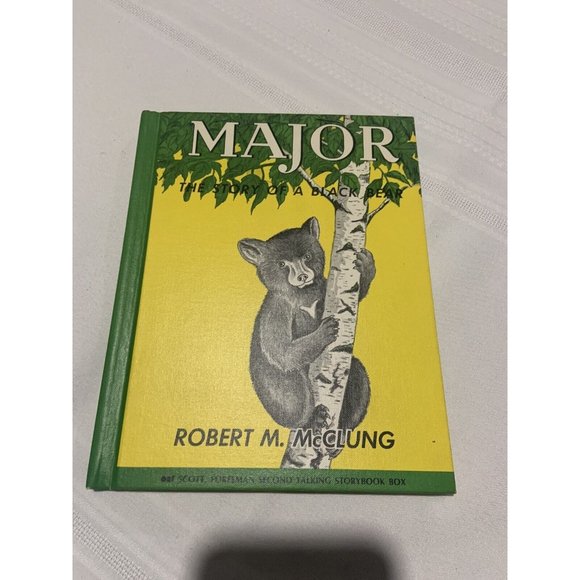 MAJOR
THE STORY OF A BLACK BEAR
ROBERT M. McCLUNG
SCOTT, FORESMAN SECOND TALKING STORYBOOK BOX